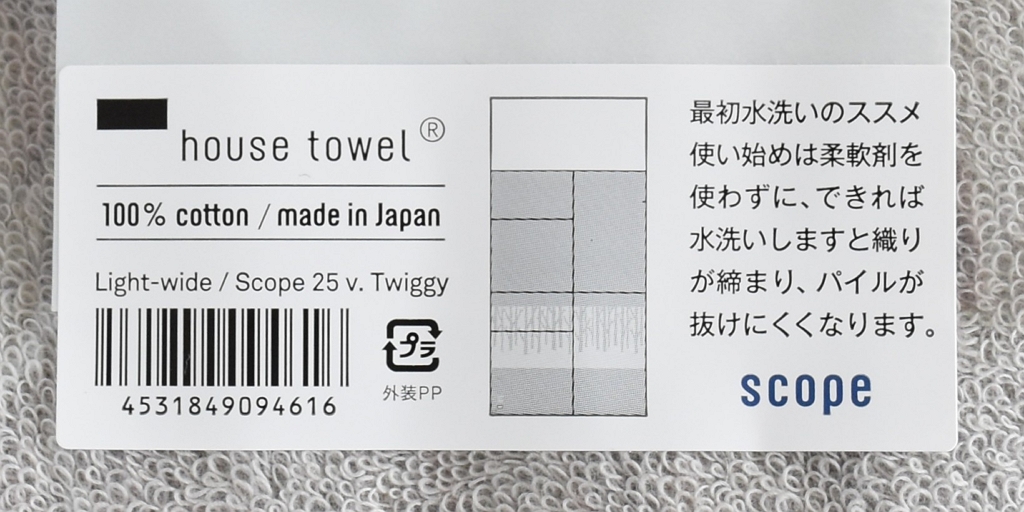 house towel®
100% cotton / made in Japan
Light-wide / Scope 25 v. Twiggy
4531849094616
プラ
外装PP
最初水洗いのススメ
使い始めは柔軟剤を
使わずに、できれば
水洗いしますと織り
が締まり、パイルが
抜けにくくなります。
scope